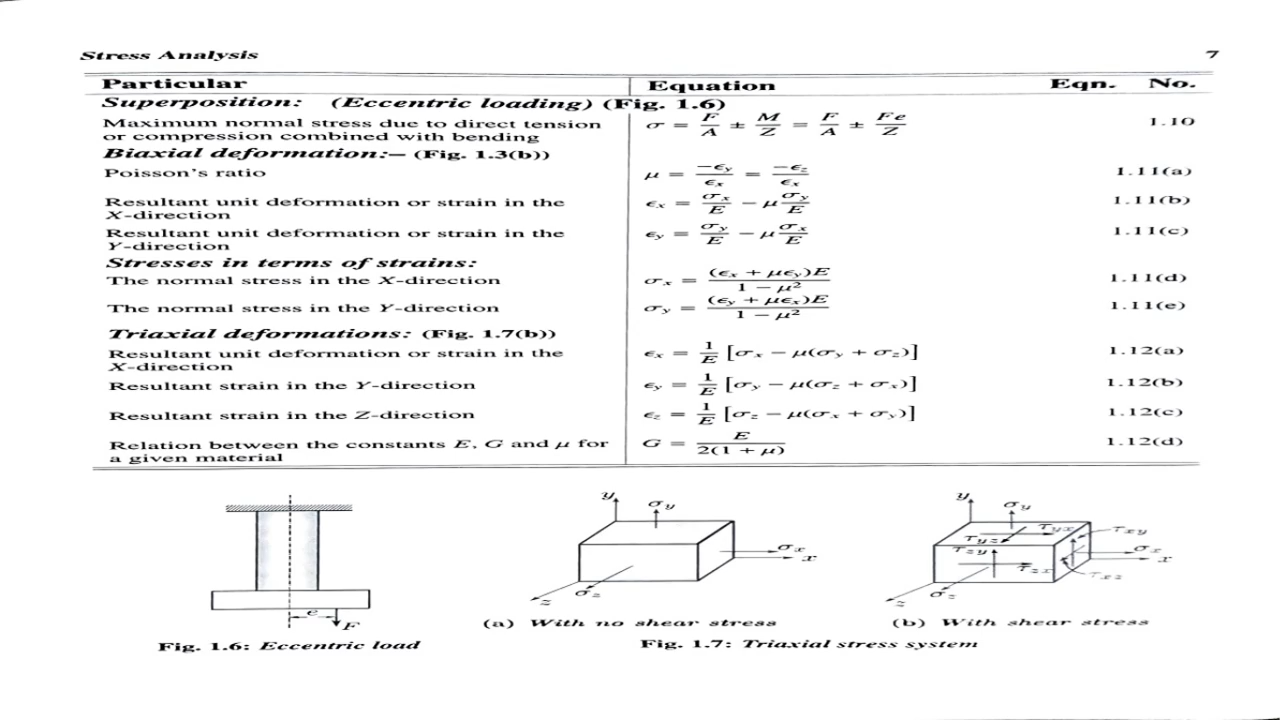 Stress Analysis 7
Particular Equation Eqn. No.
Superposition: (Eccentric loading) (Fig. 1.6)
Maximum normal stress due to direct tension σ = F/A ± M/Z = F/A ± Fe/Z 1.10
or compression combined with bending
Biaxial deformation:– (Fig. 1.3(b))
Poisson's ratio μ = −ϵy/ϵx = −ϵz/ϵx 1.11(a)
Resultant unit deformation or strain in the ϵx = σx/E − μ σy/E 1.11(b)
X-direction
Resultant unit deformation or strain in the ϵy = σy/E − μ σx/E 1.11(c)
Y-direction
Stresses in terms of strains:
The normal stress in the X-direction σx = (ϵx + μϵy)E / 1 − μ² 1.11(d)
The normal stress in the Y-direction σy = (ϵy + μϵx)E / 1 − μ² 1.11(e)
Triaxial deformations: (Fig. 1.7(b))
Resultant unit deformation or strain in the ϵx = 1/E [σx − μ(σy + σz)] 1.12(a)
X-direction
Resultant strain in the Y-direction ϵy = 1/E [σy − μ(σz + σx)] 1.12(b)
Resultant strain in the Z-direction ϵz = 1/E [σz − μ(σx + σy)] 1.12(c)
Relation between the constants E, G and μ for G = E / 2(1 + μ) 1.12(d)
a given material
e
F
Fig. 1.6: Eccentric load
y
σy
σx
x
σz
z
(a) With no shear stress
y
σy
τyx
τxy
τyz
τzy
σx
x
τzx
τxz
σz
z
(b) With shear stress
Fig. 1.7: Triaxial stress system